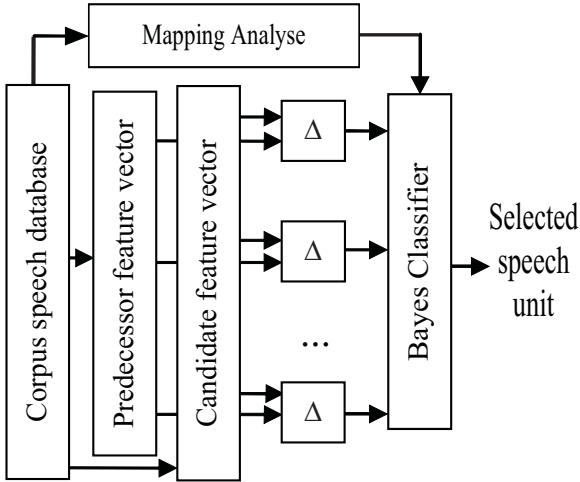 Mapping Analyse
Corpus speech database
Predecessor feature vector
Candidate feature vector
Δ
Δ
...
Δ
Bayes Classifier
Selected
speech
unit